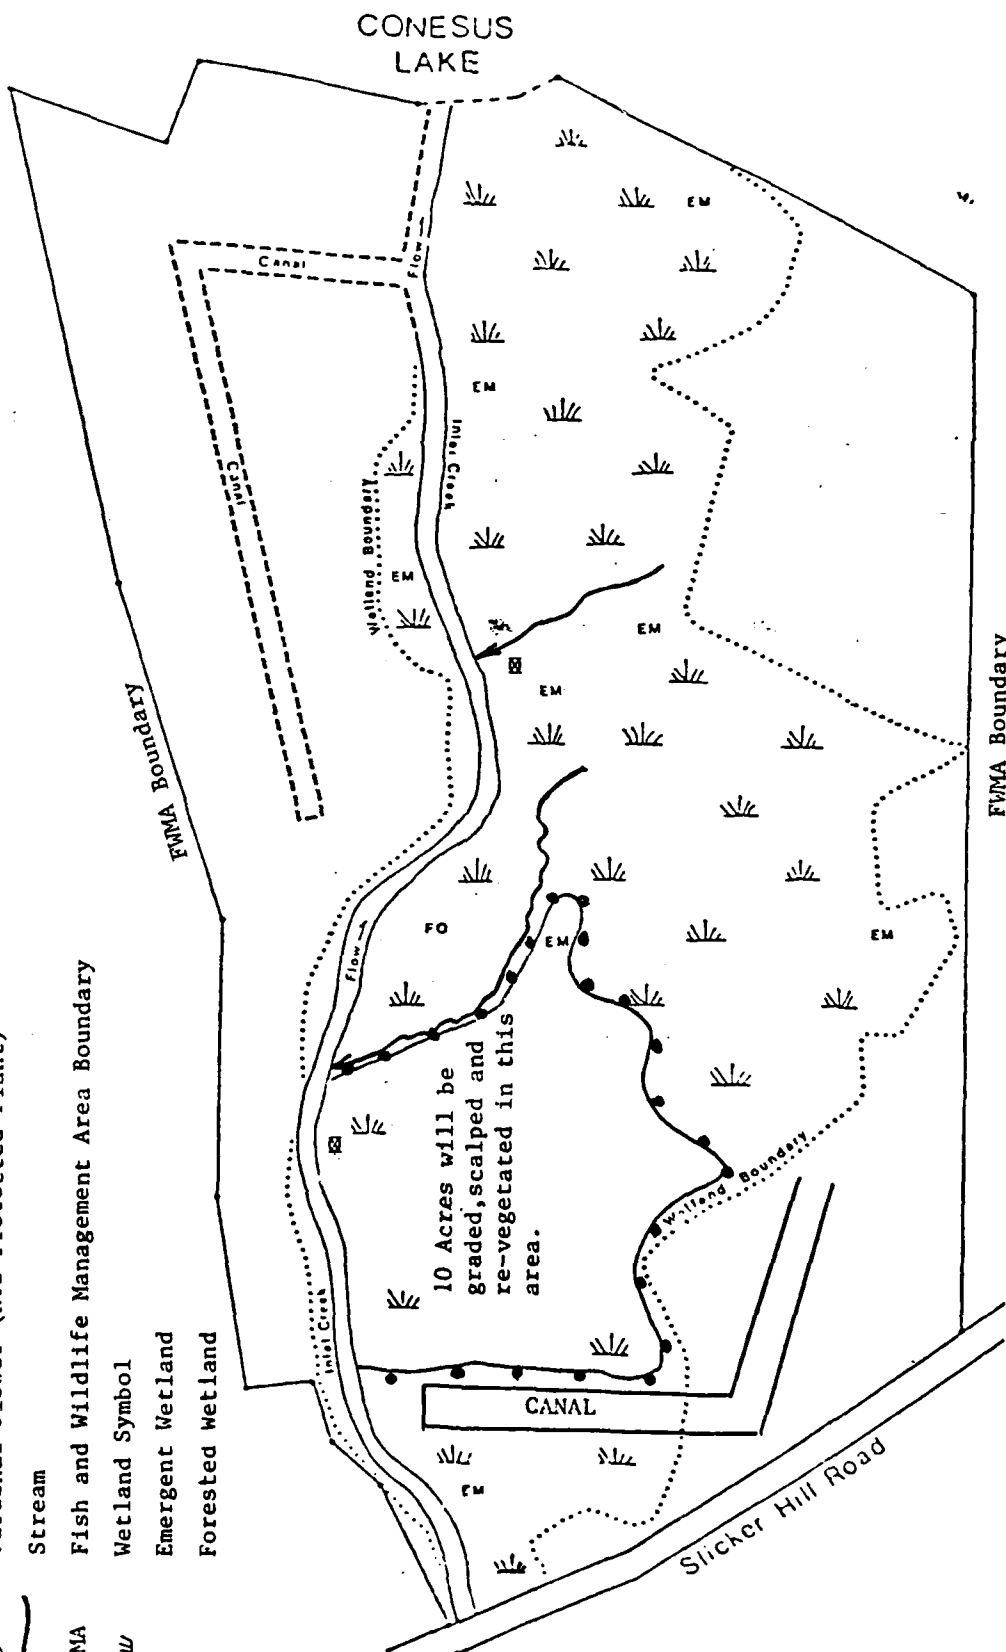 CONESUS
LAKE
EM
Canal
Flow
EM
Inlet Creek
Canal
Wetland Boundary
EM
EM
EM
FWMA Boundary
FWMA Boundary
FO
EM
EM
Flow
10 Acres will be
graded,scalped and
re-vegetated in this
area.
Wetland Boundary
Inlet Creek
CANAL
EM
Slicker Hill Road
Stream
MA Fish and Wildlife Management Area Boundary
Wetland Symbol
Emergent Wetland
Forested Wetland